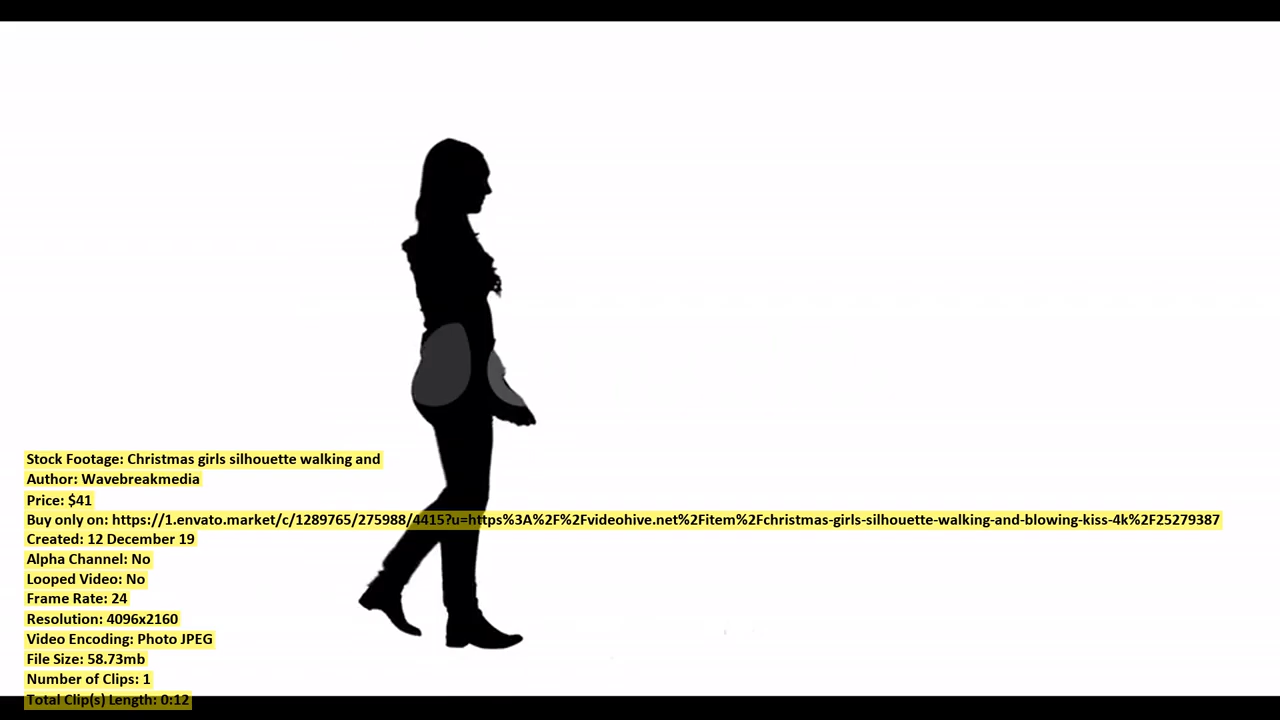 Stock Footage: Christmas girls silhouette walking and
Author: Wavebreakmedia
Price: $41
Buy only on: https://1.envato.market/c/1289765/275988/4415?u=https%3A%2F%2Fvideohive.net%2Fitem%2Fchristmas-girls-silhouette-walking-and-blowing-kiss-4k%2F25279387
Created: 12 December 19
Alpha Channel: No
Looped Video: No
Frame Rate: 24
Resolution: 4096x2160
Video Encoding: Photo JPEG
File Size: 58.73mb
Number of Clips: 1
Total Clip(s) Length: 0:12